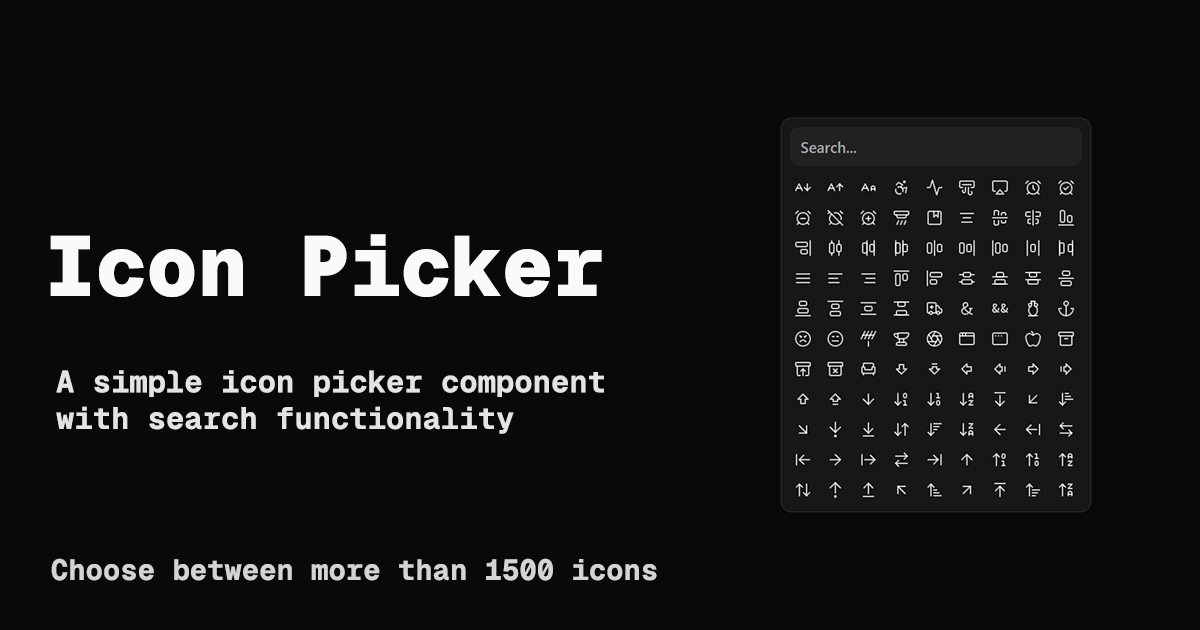 Icon Picker
A simple icon picker component
with search functionality
Choose between more than 1500 icons
Search...